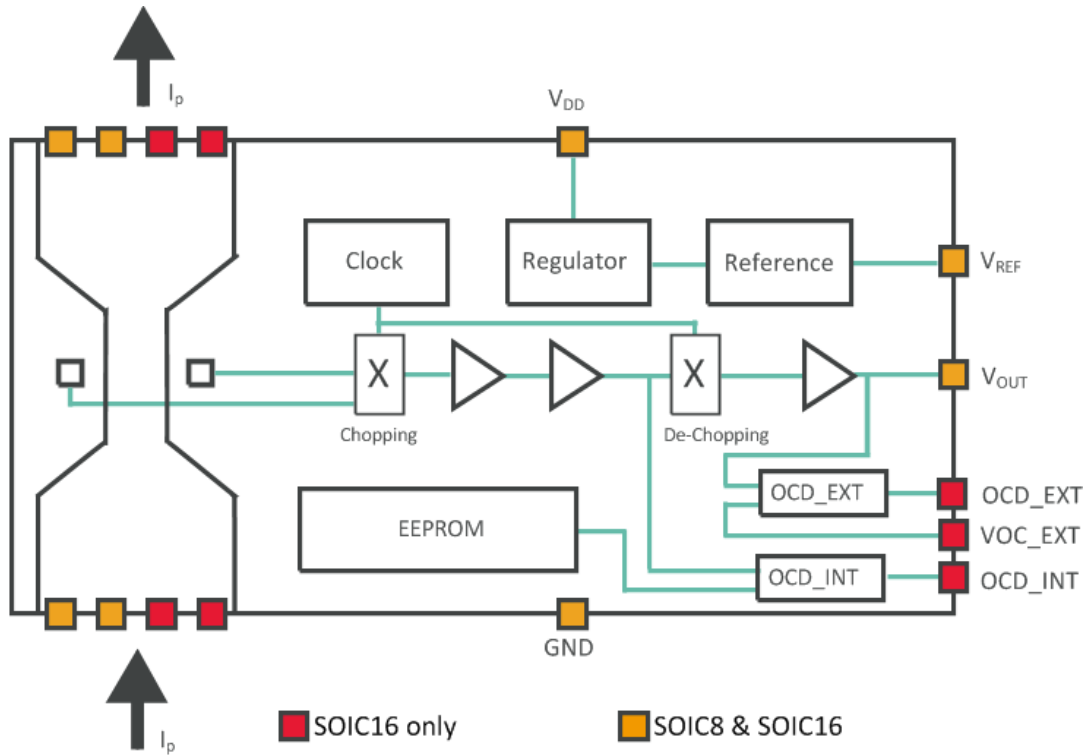 Ip
VDD
Clock
Regulator
Reference
VREF
X
X
VOUT
Chopping
De-Chopping
OCD_EXT
OCD_EXT
EEPROM
VOC_EXT
OCD_INT
OCD_INT
GND
SOIC16 only
SOIC8 & SOIC16
Ip